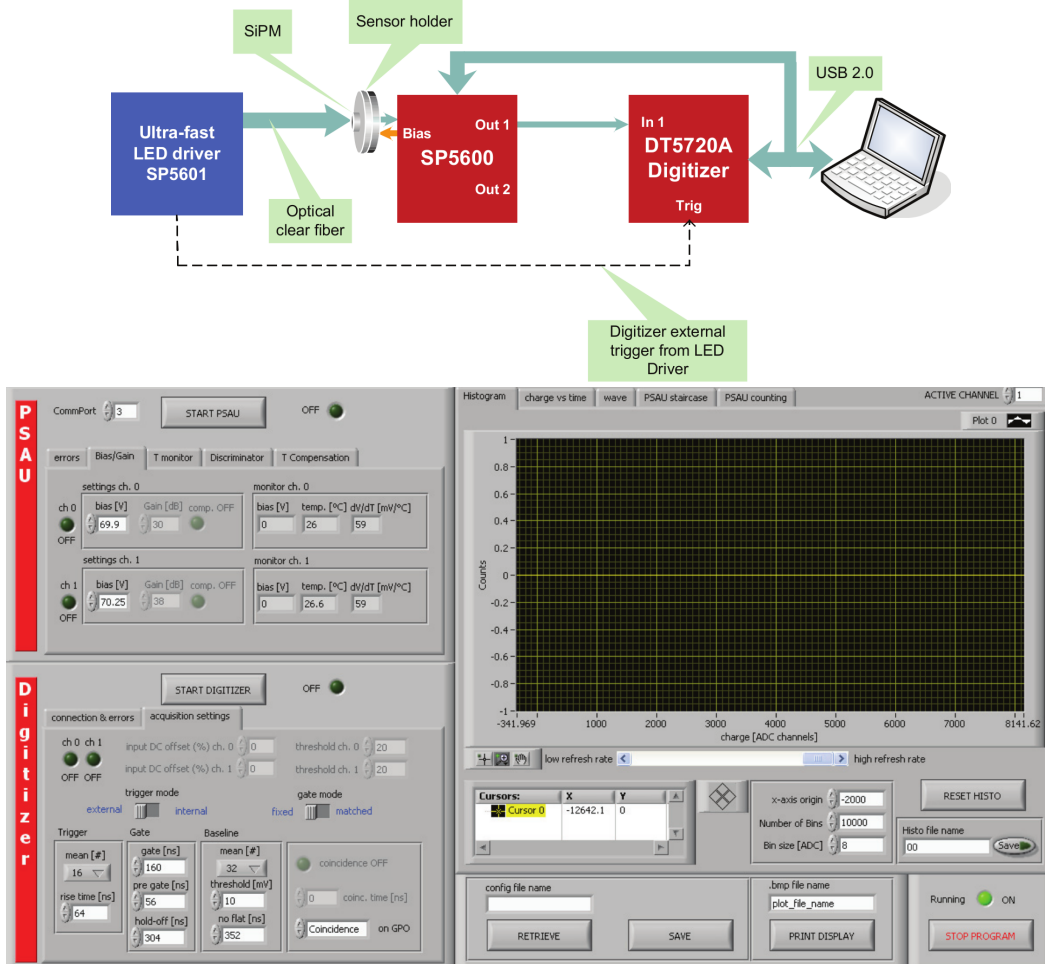 SiPM
Sensor holder
USB 2.0
Ultra-fast
LED driver
SP5601
Bias
Out 1
SP5600
Out 2
In 1
DT5720A
Digitizer
Trig
Optical
clear fiber
Digitizer external
trigger from LED
Driver
PSAU
CommPort 3
START PSAU
OFF
errors Bias/Gain T monitor Discriminator T Compensation
settings ch. 0
ch 0
OFF
bias [V] Gain [dB] comp. OFF
69.9 30
monitor ch. 0
bias [V] temp. [ºC] dV/dT [mV/ºC]
0 26 59
settings ch. 1
ch 1
OFF
bias [V] Gain [dB] comp. OFF
70.25 38
monitor ch. 1
bias [V] temp. [ºC] dV/dT [mV/ºC]
0 26.6 59
Digitizer
START DIGITIZER
OFF
connection & errors acquisition settings
ch 0 ch 1
OFF OFF
input DC offset (%) ch. 0 0
threshold ch. 0 20
input DC offset (%) ch. 1 0
threshold ch. 1 20
trigger mode
external internal
gate mode
fixed matched
Trigger
mean [#]
16
rise time [ns]
64
Gate
gate [ns]
160
pre gate [ns]
56
hold-off [ns]
304
Baseline
mean [#]
32
threshold [mV]
10
no flat [ns]
352
coincidence OFF
0 coinc. time [ns]
Coincidence on GPO
Histogram charge vs time wave PSAU staircase PSAU counting
ACTIVE CHANNEL 1
Plot 0
Counts
1
0.8
0.6
0.4
0.2
0
-0.2
-0.4
-0.6
-0.8
-1
-341.969 1000 2000 3000 4000 5000 6000 7000 8141.62
charge [ADC channels]
low refresh rate high refresh rate
Cursors: X Y
Cursor 0 -12642.1 0
x-axis origin -2000
Number of Bins 10000
Bin size [ADC] 8
RESET HISTO
Histo file name
00 Save
config file name
RETRIEVE SAVE
.bmp file name
plot_file_name
PRINT DISPLAY
Running ON
STOP PROGRAM